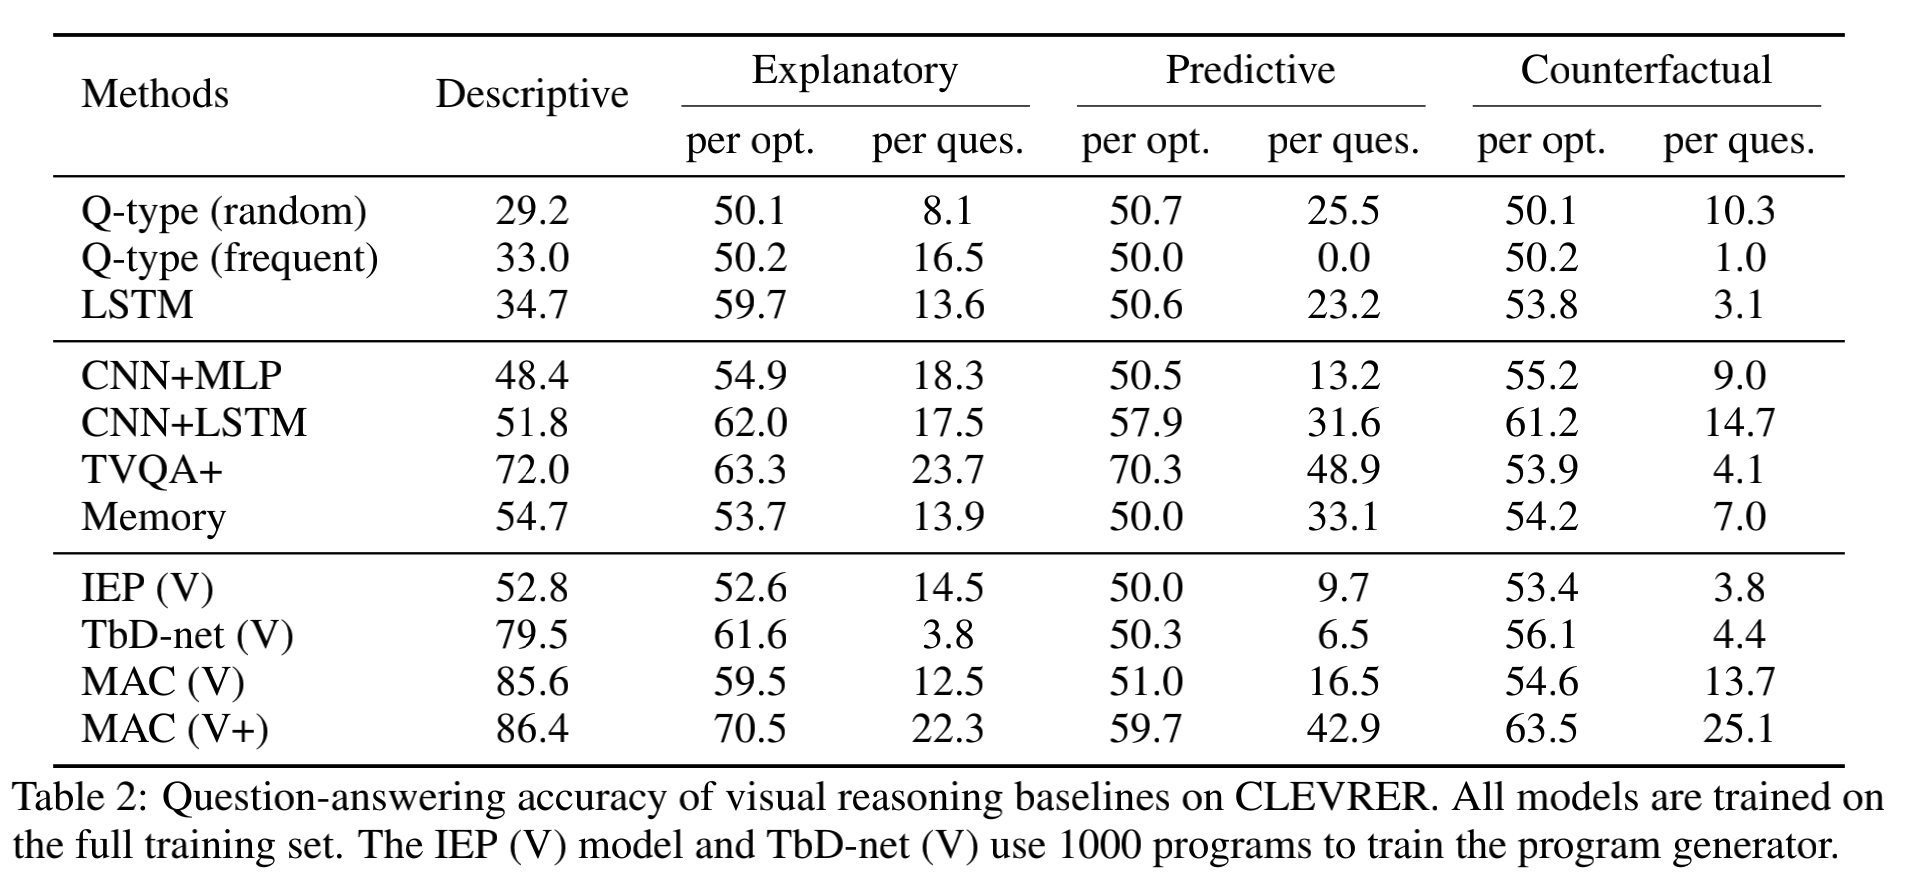 Methods Descriptive Explanatory Predictive Counterfactual
per opt. per ques. per opt. per ques. per opt. per ques.
Q-type (random) 29.2 50.1 8.1 50.7 25.5 50.1 10.3
Q-type (frequent) 33.0 50.2 16.5 50.0 0.0 50.2 1.0
LSTM 34.7 59.7 13.6 50.6 23.2 53.8 3.1
CNN+MLP 48.4 54.9 18.3 50.5 13.2 55.2 9.0
CNN+LSTM 51.8 62.0 17.5 57.9 31.6 61.2 14.7
TVQA+ 72.0 63.3 23.7 70.3 48.9 53.9 4.1
Memory 54.7 53.7 13.9 50.0 33.1 54.2 7.0
IEP (V) 52.8 52.6 14.5 50.0 9.7 53.4 3.8
TbD-net (V) 79.5 61.6 3.8 50.3 6.5 56.1 4.4
MAC (V) 85.6 59.5 12.5 51.0 16.5 54.6 13.7
MAC (V+) 86.4 70.5 22.3 59.7 42.9 63.5 25.1
Table 2: Question-answering accuracy of visual reasoning baselines on CLEVRER. All models are trained on
the full training set. The IEP (V) model and TbD-net (V) use 1000 programs to train the program generator.